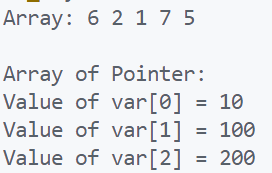 Array: 6 2 1 7 5
Array of Pointer:
Value of var[0] = 10
Value of var[1] = 100
Value of var[2] = 200